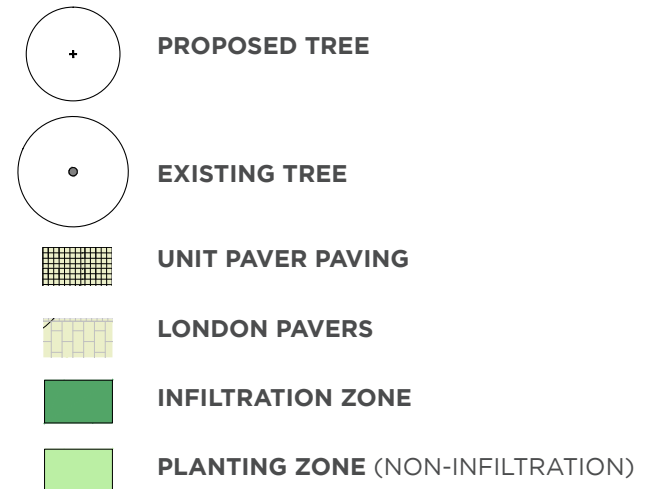 PROPOSED TREE
EXISTING TREE
UNIT PAVER PAVING
LONDON PAVERS
INFILTRATION ZONE
PLANTING ZONE (NON-INFILTRATION)